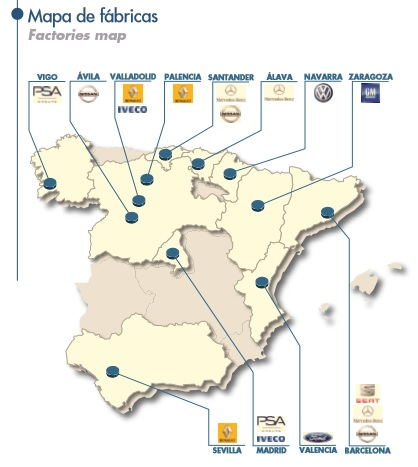 Mapa de fábricas
Factories map
VIGO ÁVILA VALLADOLID PALENCIA SANTANDER ÁLAVA NAVARRA ZARAGOZA
PSA
NISSAN
RENAULT
RENAULT
Mercedes-Benz
Mercedes-Benz
GM
IVECO
NISSAN
SEAT
Mercedes-Benz
RENAULT
PSA
IVECO
Ford
NISSAN
SEVILLA MADRID VALENCIA BARCELONA